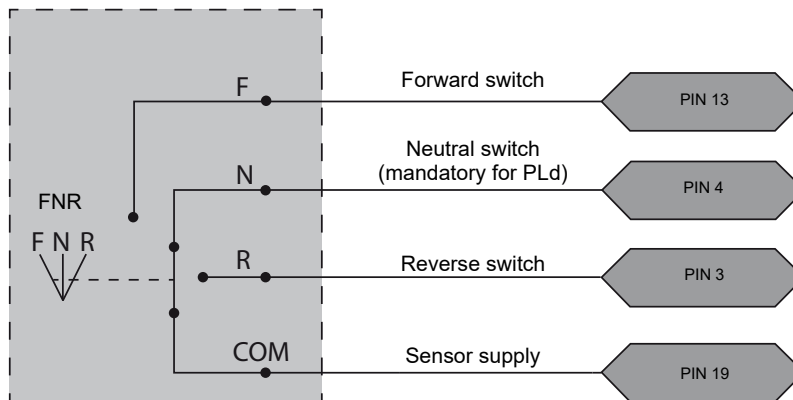 F
Forward switch
PIN 13
Neutral switch
(mandatory for PLd)
N
PIN 4
FNR
F N R
R
Reverse switch
PIN 3
COM
Sensor supply
PIN 19